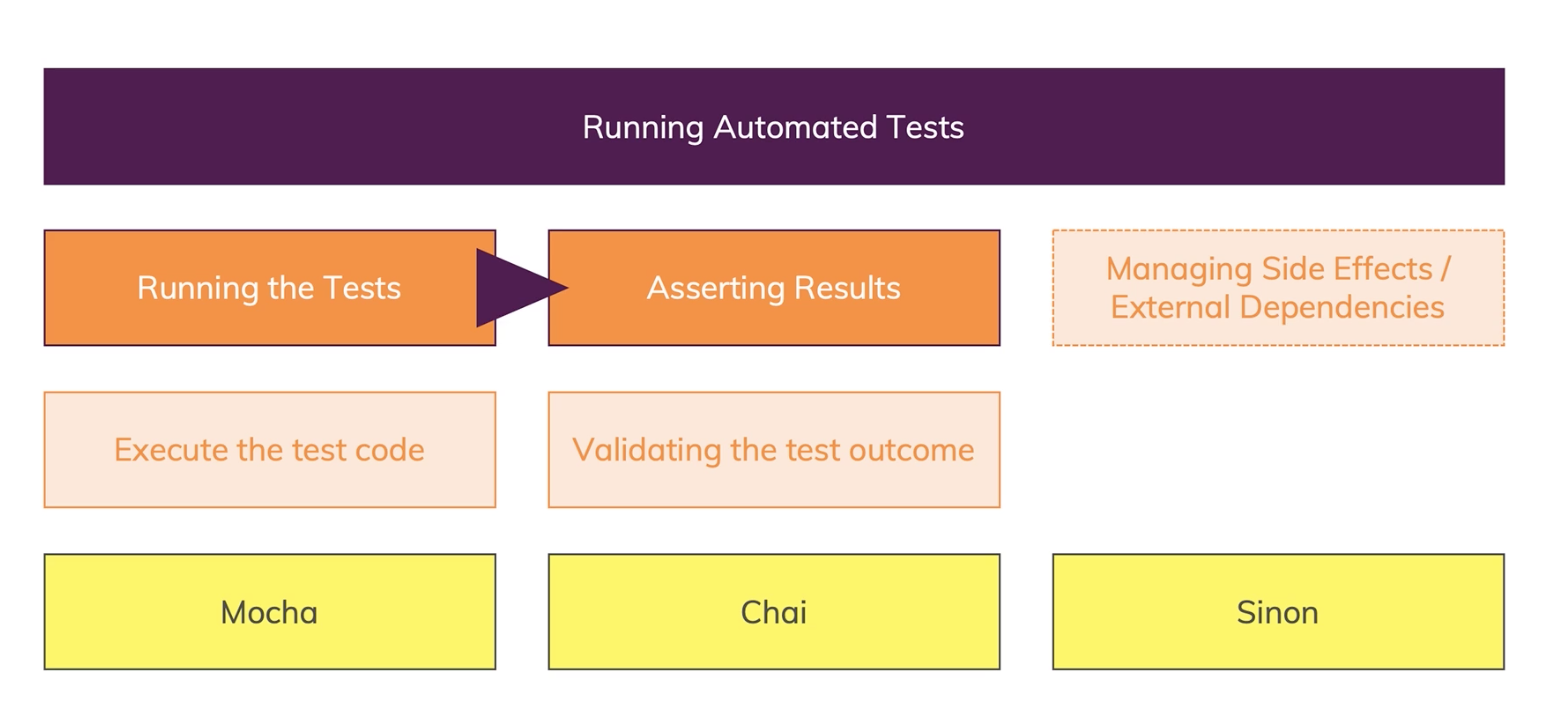 Running Automated Tests
Running the Tests
Asserting Results
Managing Side Effects /
External Dependencies
Execute the test code
Validating the test outcome
Mocha
Chai
Sinon